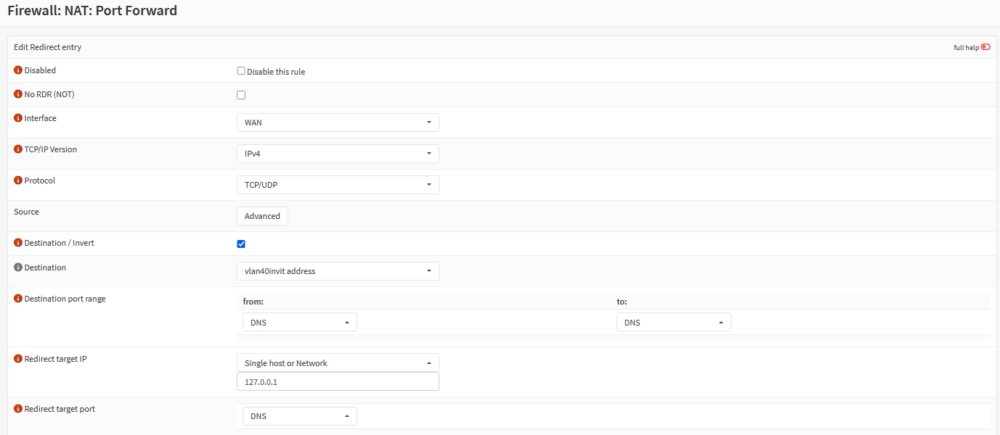 Firewall: NAT: Port Forward
Edit Redirect entry
full help
Disabled
Disable this rule
No RDR (NOT)
Interface
WAN
TCP/IP Version
IPv4
Protocol
TCP/UDP
Source
Advanced
Destination / Invert
Destination
vlan40invit address
Destination port range
from:
to:
DNS
DNS
Redirect target IP
Single host or Network
127.0.0.1
Redirect target port
DNS